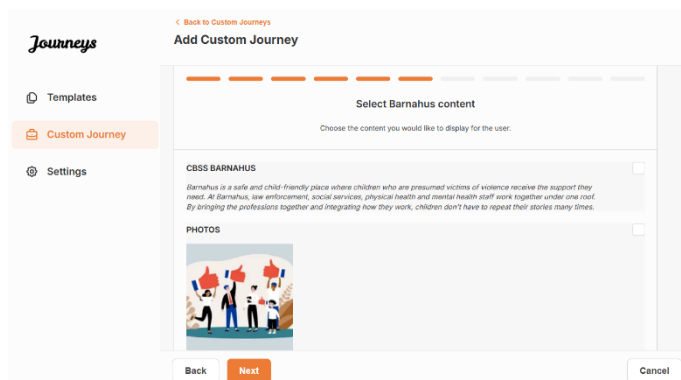 Journeys
Templates
Custom Journey
Settings
Back to Custom Journeys
Add Custom Journey
Select Barnahus content
Choose the content you would like to display for the user.
CBSS BARNAHUS
Barnahus is a safe and child-friendly place where children who are presumed victims of violence receive the support they
need. At Barnahus, law enforcement, social services, physical health and mental health staff work together under one roof.
By bringing the professions together and integrating how they work, children don't have to repeat their stories many times.
PHOTOS
Back
Next
Cancel